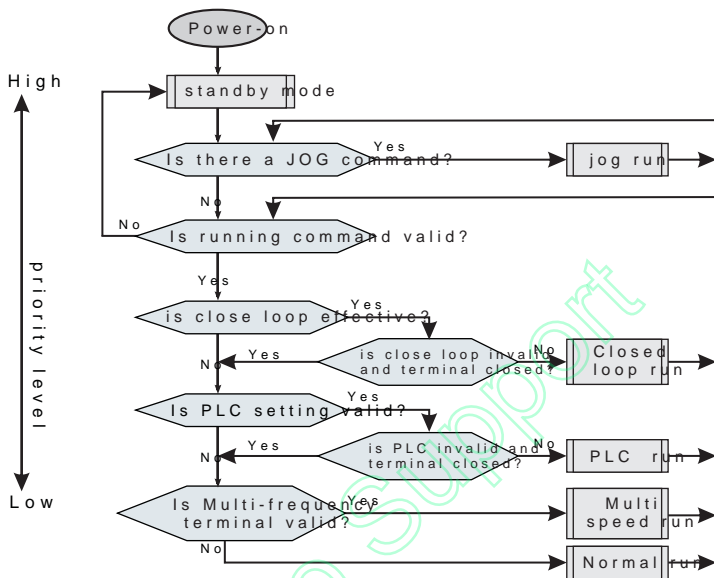 Power-on
High
standby mode
Is there a JOG command?
Yes
jog run
No
No
Is running command valid?
Yes
priority level
is close loop effective?
Yes
Yes
is close loop invalid
and terminal closed?
No
Closed
loop run
No
Is PLC setting valid?
Yes
Yes
is PLC invalid and
terminal closed?
No
PLC run
No
Low
Is Multi-frequency
terminal valid?
Yes
Multi
speed run
No
Normal run
Support